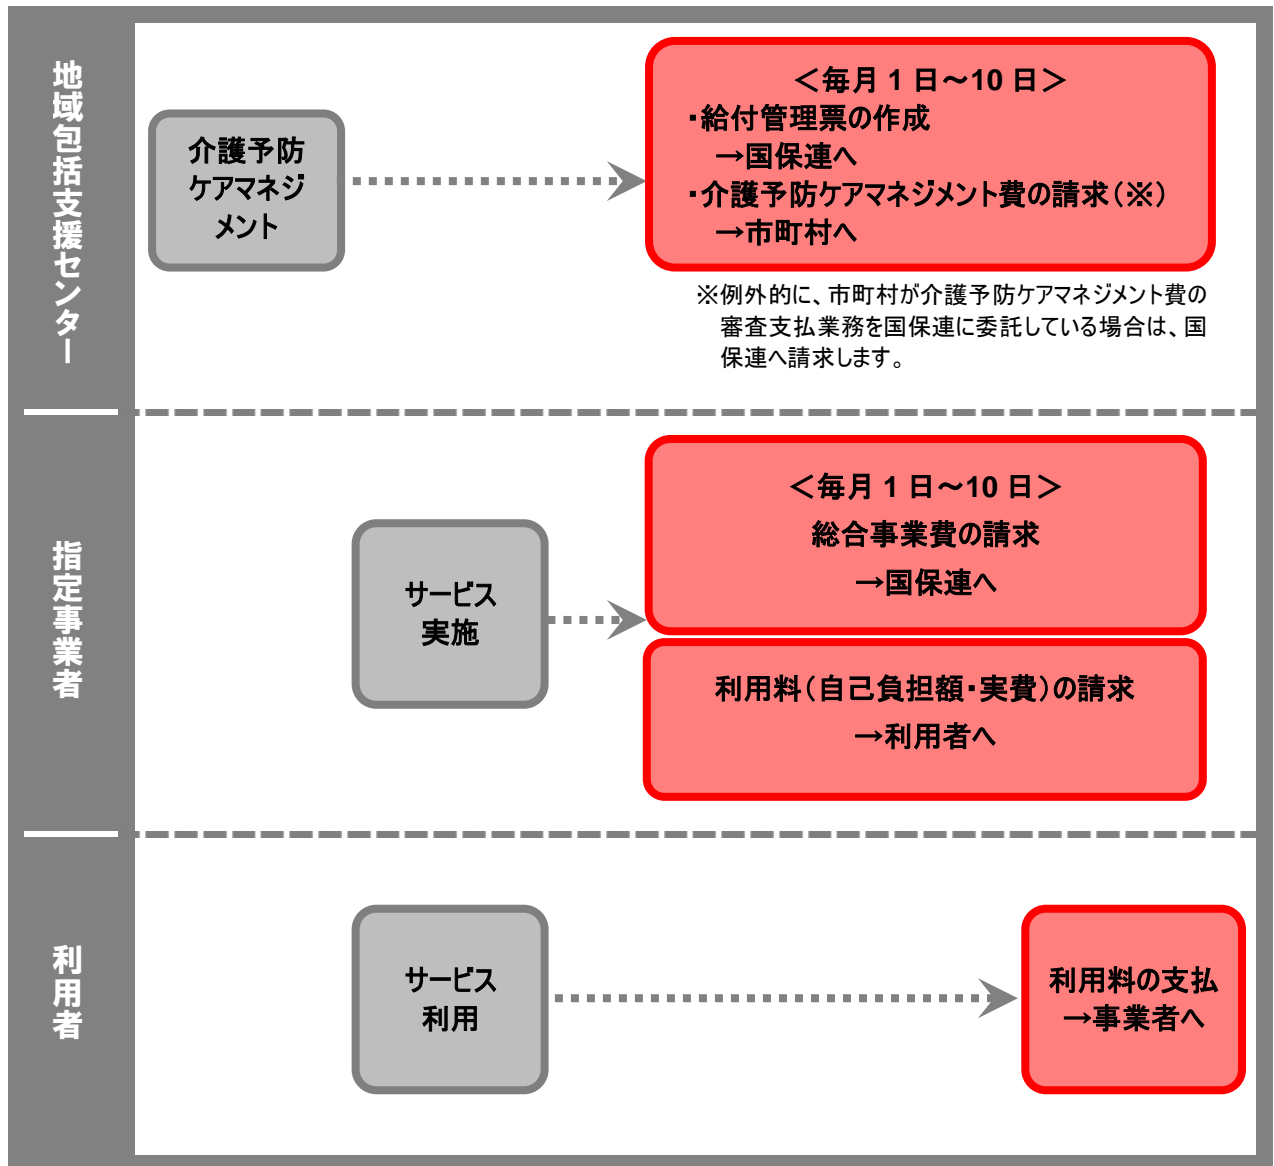 地域包括支援センター
介護予防
ケアマネジ
メント
＜毎月 1 日～10 日＞
・給付管理票の作成
→国保連へ
・介護予防ケアマネジメント費の請求（※）
→市町村へ
※例外的に、市町村が介護予防ケアマネジメント費の
審査支払業務を国保連に委託している場合は、国
保連へ請求します。
指定事業者
サービス
実施
＜毎月 1 日～10 日＞
総合事業費の請求
→国保連へ
利用料（自己負担額・実費）の請求
→利用者へ
利用者
サービス
利用
利用料の支払
→事業者へ